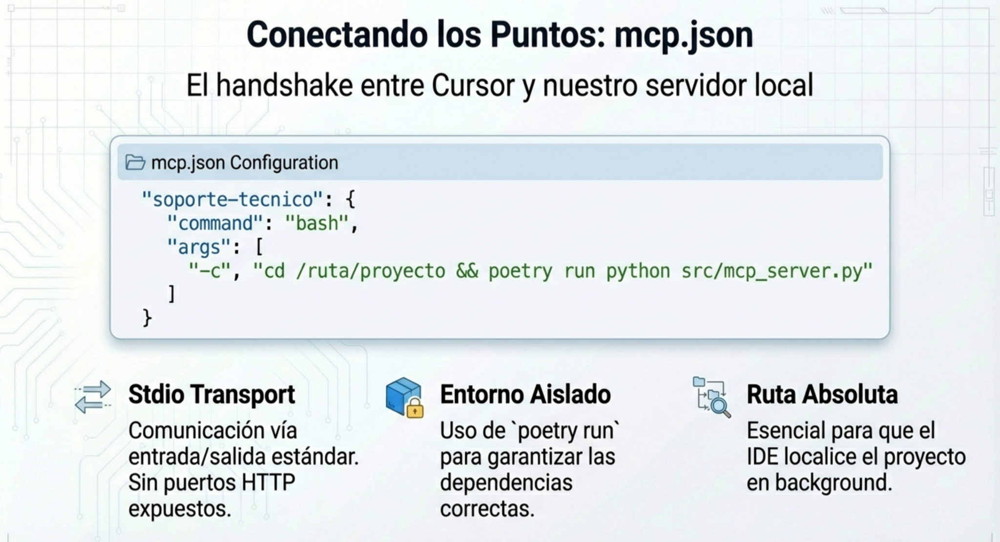 Conectando los Puntos: mcp.json
El handshake entre Cursor y nuestro servidor local
mcp.json Configuration
"soporte-tecnico": {
"command": "bash",
"args": [
"-c", "cd /ruta/proyecto && poetry run python src/mcp_server.py"
]
}
Stdio Transport
Comunicación vía
entrada/salida estándar.
Sin puertos HTTP
expuestos.
Entorno Aislado
Uso de `poetry run`
para garantizar las
dependencias
correctas.
Ruta Absoluta
Esencial para que el
IDE localice el proyecto
en background.